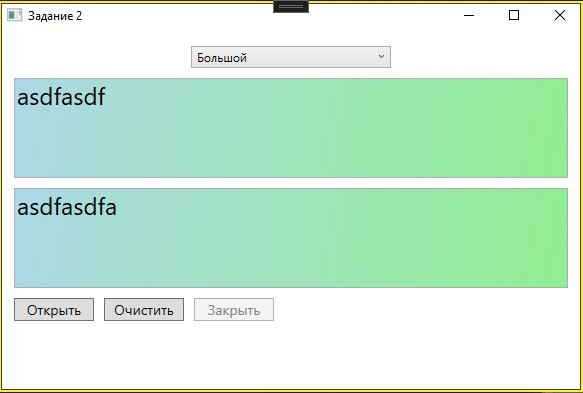 Задание 2
Большой
asdfasdf
asdfasdfa
Открыть
Очистить
Закрыть